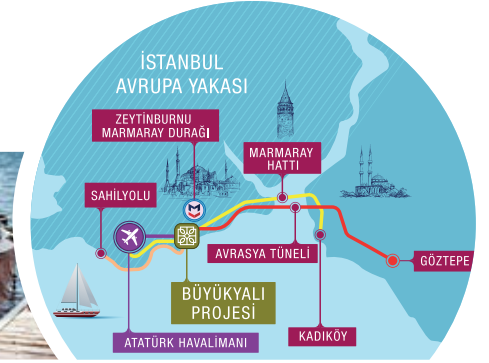 İSTANBUL
AVRUPA YAKASI
ZEYTİNBURNU
MARMARAY DURAĞI
MARMARAY
HATTI
SAHİLYOLU
AVRASYA TÜNELİ
GÖZTEPE
BÜYÜKYALI
PROJESİ
KADIKÖY
ATATÜRK HAVALİMANI